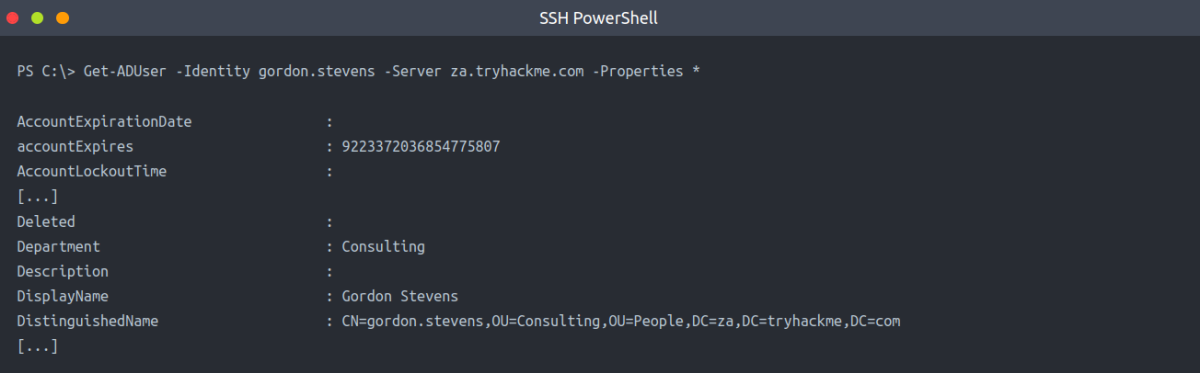 SSH PowerShell
PS C:\> Get-ADUser -Identity gordon.stevens -Server za.tryhackme.com -Properties *
AccountExpirationDate :
accountExpires : 9223372036854775807
AccountLockoutTime :
[...]
Deleted :
Department : Consulting
Description :
DisplayName : Gordon Stevens
DistinguishedName : CN=gordon.stevens,OU=Consulting,OU=People,DC=za,DC=tryhackme,DC=com
[...]